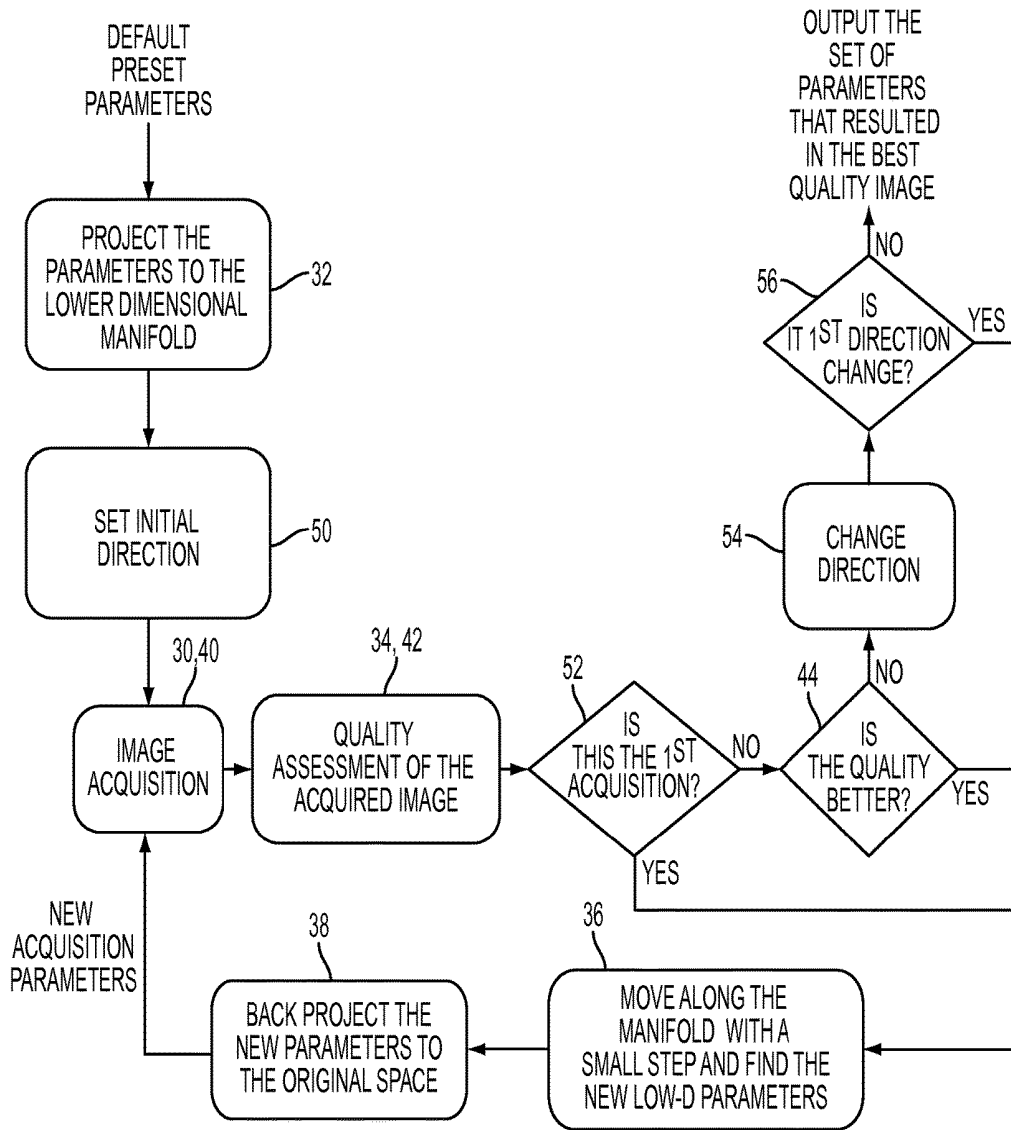 DEFAULT
PRESET
PARAMETERS
PROJECT THE
PARAMETERS TO THE
LOWER DIMENSIONAL
MANIFOLD
32
SET INITIAL
DIRECTION
50
30,40
IMAGE
ACQUISITION
34, 42
QUALITY
ASSESSMENT OF THE
ACQUIRED IMAGE
52
IS
THIS THE 1ST
ACQUISITION?
NO
YES
44
IS
THE QUALITY
BETTER?
YES
NO
54
CHANGE
DIRECTION
56
IS
IT 1ST DIRECTION
CHANGE?
YES
NO
OUTPUT THE
SET OF
PARAMETERS
THAT RESULTED
IN THE BEST
QUALITY IMAGE
36
MOVE ALONG THE
MANIFOLD WITH A
SMALL STEP AND FIND THE
NEW LOW-D PARAMETERS
38
BACK PROJECT THE
NEW PARAMETERS TO
THE ORIGINAL SPACE
NEW
ACQUISITION
PARAMETERS